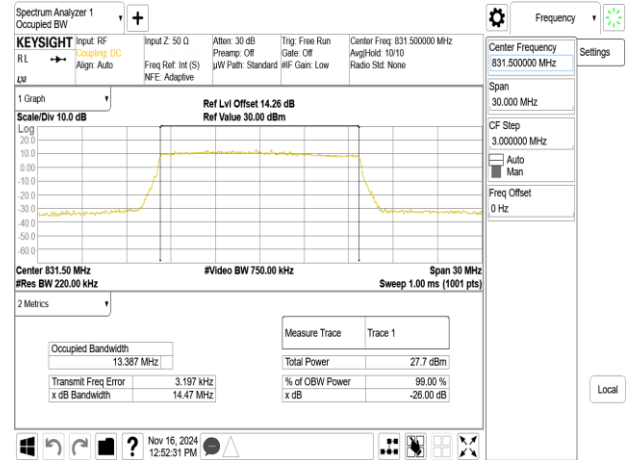 Spectrum Analyzer 1
Occupied BW
Frequency
KEYSIGHT Input: RF Input Z: 50 Ω Atten: 30 dB Trig: Free Run Center Freq: 831.500000 MHz
RL Coupling: DC Preamp: Off Gate: Off Avg|Hold: 10/10
Align: Auto Freq Ref: Int (S) µW Path: Standard #IF Gain: Low Radio Std: None
LXI NFE: Adaptive
Center Frequency
831.500000 MHz
Settings
Span
30.000 MHz
CF Step
3.000000 MHz
Auto
Man
Freq Offset
0 Hz
Local
1 Graph
Ref Lvl Offset 14.26 dB
Scale/Div 10.0 dB Ref Value 30.00 dBm
Log
20.0
10.0
0.00
-10.0
-20.0
-30.0
-40.0
-50.0
-60.0
Center 831.50 MHz #Video BW 750.00 kHz Span 30 MHz
#Res BW 220.00 kHz Sweep 1.00 ms (1001 pts)
2 Metrics
Measure Trace Trace 1
Occupied Bandwidth
13.387 MHz Total Power 27.7 dBm
Transmit Freq Error 3.197 kHz % of OBW Power 99.00 %
x dB Bandwidth 14.47 MHz x dB -26.00 dB
? Nov 16, 2024
12:52:31 PM